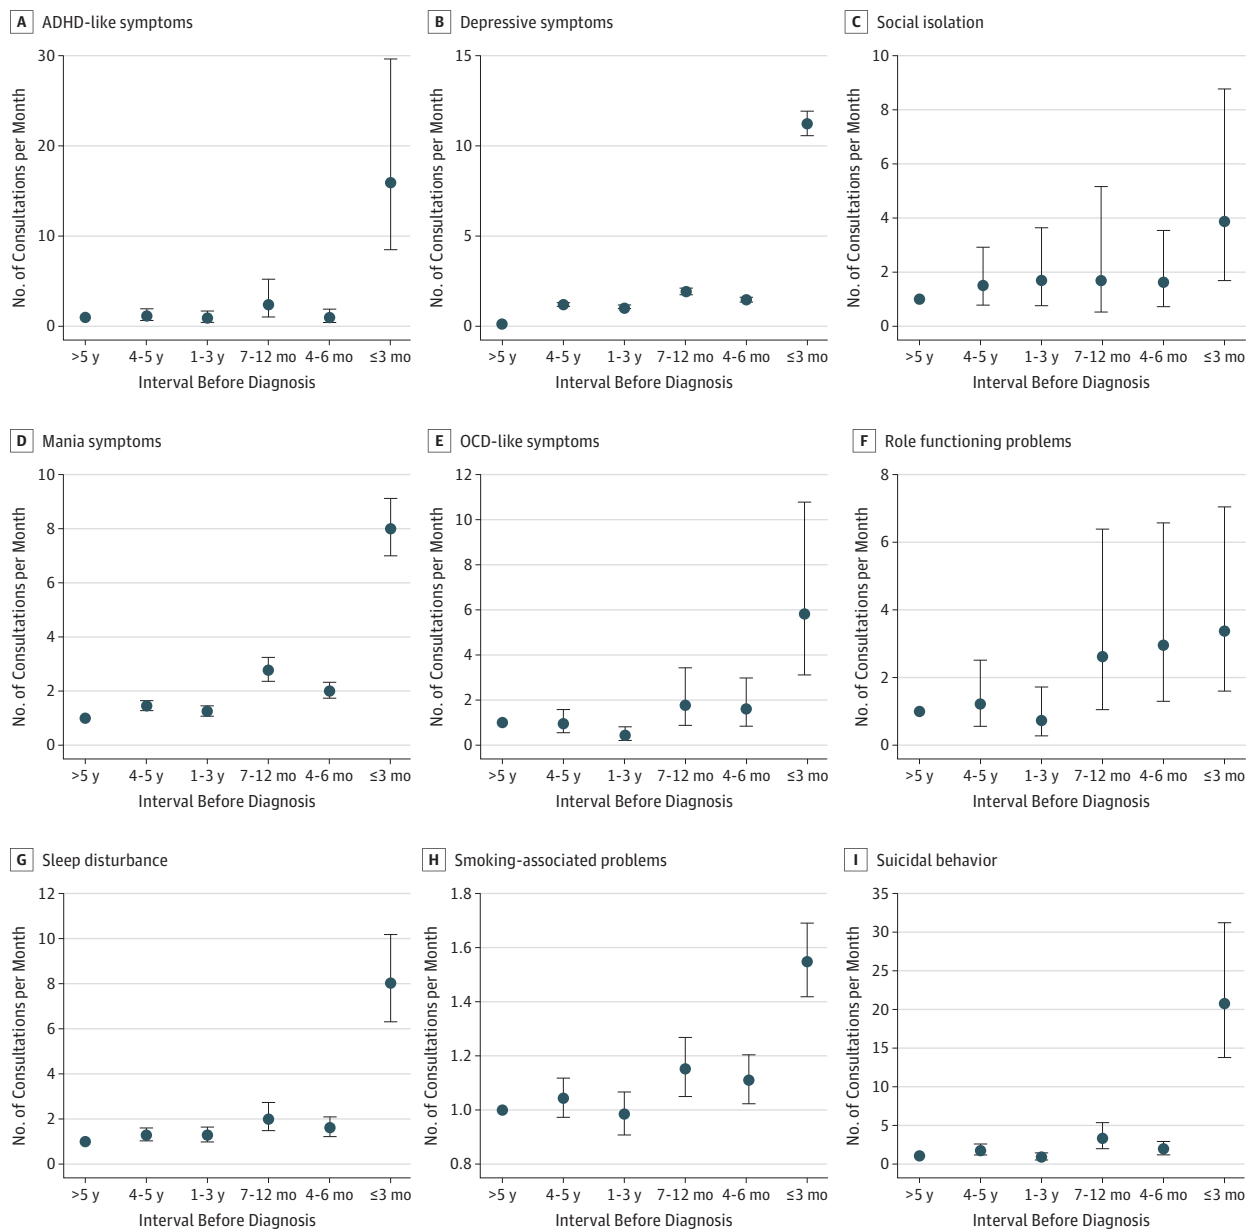 A ADHD-like symptoms
No. of Consultations per Month
30
20
10
0
>5 y 4-5 y 1-3 y 7-12 mo 4-6 mo ≤3 mo
Interval Before Diagnosis
B Depressive symptoms
No. of Consultations per Month
15
10
5
0
>5 y 4-5 y 1-3 y 7-12 mo 4-6 mo ≤3 mo
Interval Before Diagnosis
C Social isolation
No. of Consultations per Month
10
8
6
4
2
0
>5 y 4-5 y 1-3 y 7-12 mo 4-6 mo ≤3 mo
Interval Before Diagnosis
D Mania symptoms
No. of Consultations per Month
10
8
6
4
2
0
>5 y 4-5 y 1-3 y 7-12 mo 4-6 mo ≤3 mo
Interval Before Diagnosis
E OCD-like symptoms
No. of Consultations per Month
12
10
8
6
4
2
0
>5 y 4-5 y 1-3 y 7-12 mo 4-6 mo ≤3 mo
Interval Before Diagnosis
F Role functioning problems
No. of Consultations per Month
8
6
4
2
0
>5 y 4-5 y 1-3 y 7-12 mo 4-6 mo ≤3 mo
Interval Before Diagnosis
G Sleep disturbance
No. of Consultations per Month
12
10
8
6
4
2
0
>5 y 4-5 y 1-3 y 7-12 mo 4-6 mo ≤3 mo
Interval Before Diagnosis
H Smoking-associated problems
No. of Consultations per Month
1.8
1.6
1.4
1.2
1.0
0.8
>5 y 4-5 y 1-3 y 7-12 mo 4-6 mo ≤3 mo
Interval Before Diagnosis
I Suicidal behavior
No. of Consultations per Month
35
30
25
20
15
10
5
0
>5 y 4-5 y 1-3 y 7-12 mo 4-6 mo ≤3 mo
Interval Before Diagnosis